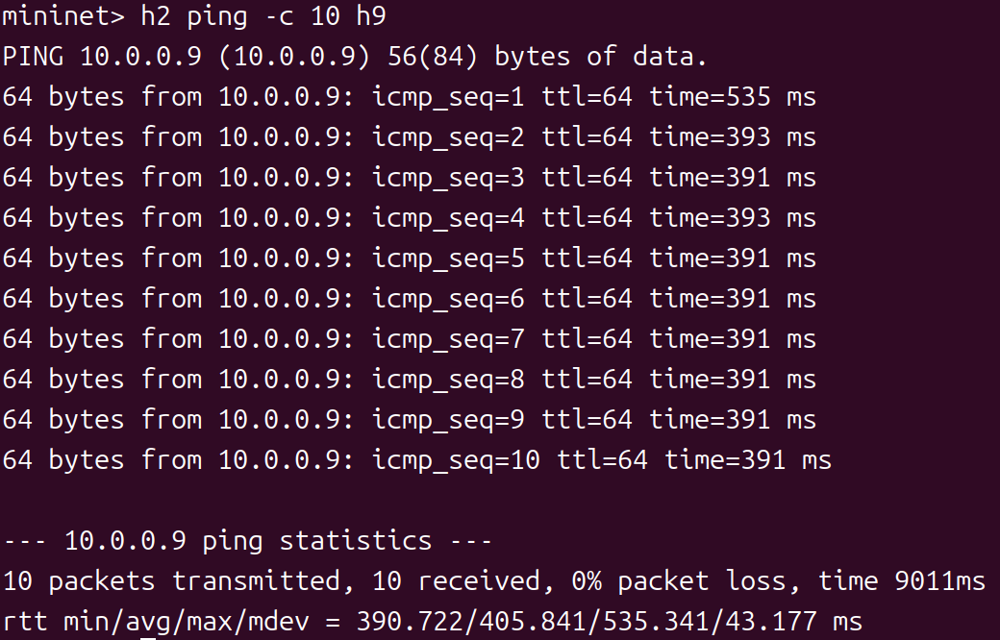 mininet> h2 ping -c 10 h9
PING 10.0.0.9 (10.0.0.9) 56(84) bytes of data.
64 bytes from 10.0.0.9: icmp_seq=1 ttl=64 time=535 ms
64 bytes from 10.0.0.9: icmp_seq=2 ttl=64 time=393 ms
64 bytes from 10.0.0.9: icmp_seq=3 ttl=64 time=391 ms
64 bytes from 10.0.0.9: icmp_seq=4 ttl=64 time=393 ms
64 bytes from 10.0.0.9: icmp_seq=5 ttl=64 time=391 ms
64 bytes from 10.0.0.9: icmp_seq=6 ttl=64 time=391 ms
64 bytes from 10.0.0.9: icmp_seq=7 ttl=64 time=391 ms
64 bytes from 10.0.0.9: icmp_seq=8 ttl=64 time=391 ms
64 bytes from 10.0.0.9: icmp_seq=9 ttl=64 time=391 ms
64 bytes from 10.0.0.9: icmp_seq=10 ttl=64 time=391 ms
--- 10.0.0.9 ping statistics ---
10 packets transmitted, 10 received, 0% packet loss, time 9011ms
rtt min/avg/max/mdev = 390.722/405.841/535.341/43.177 ms